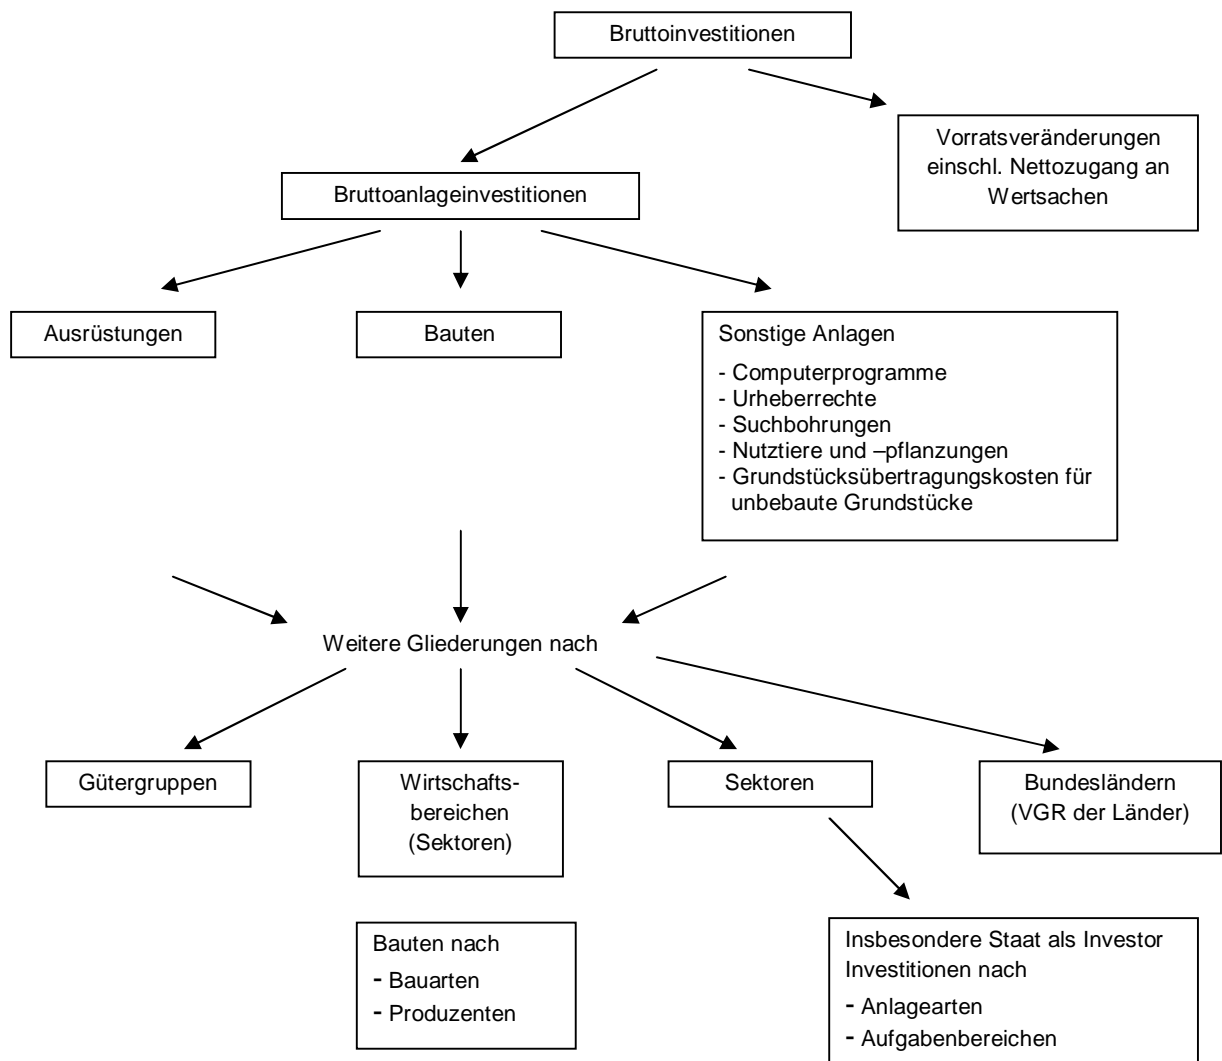 Bruttoinvestitionen
Vorratsveränderungen
einschl. Nettozugang an
Wertsachen
Bruttoanlageinvestitionen
Ausrüstungen
Bauten
Sonstige Anlagen
- Computerprogramme
- Urheberrechte
- Suchbohrungen
- Nutztiere und –pflanzungen
- Grundstücksübertragungskosten für
unbebaute Grundstücke
Weitere Gliederungen nach
Gütergruppen
Wirtschafts-
bereichen
(Sektoren)
Sektoren
Bundesländern
(VGR der Länder)
Bauten nach
- Bauarten
- Produzenten
Insbesondere Staat als Investor
Investitionen nach
- Anlagearten
- Aufgabenbereichen